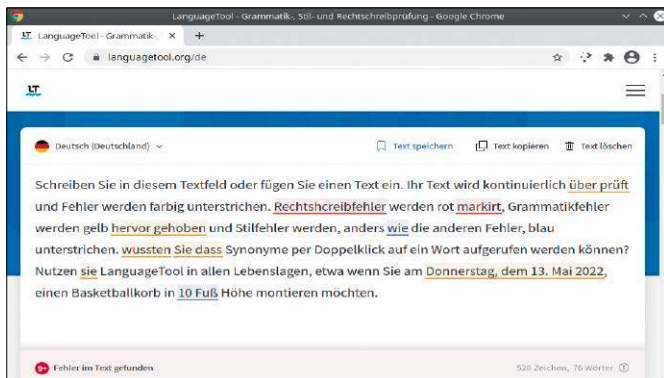 LanguageTool - Grammatik-, Stil- und Rechtschreibprüfung - Google Chrome
LT LanguageTool - Grammatik-,
languagetool.org/de
LT
Deutsch (Deutschland) Text speichern Text kopieren Text löschen
Schreiben Sie in diesem Textfeld oder fügen Sie einen Text ein. Ihr Text wird kontinuierlich über prüft
und Fehler werden farbig unterstrichen. Rechtshcreibfehler werden rot markirt, Grammatikfehler
werden gelb hervor gehoben und Stilfehler werden, anders wie die anderen Fehler, blau
unterstrichen. wussten Sie dass Synonyme per Doppelklick auf ein Wort aufgerufen werden können?
Nutzen sie LanguageTool in allen Lebenslagen, etwa wenn Sie am Donnerstag, dem 13. Mai 2022,
einen Basketballkorb in 10 Fuß Höhe montieren möchten.
9+ Fehler im Text gefunden 528 Zeichen, 76 Wörter